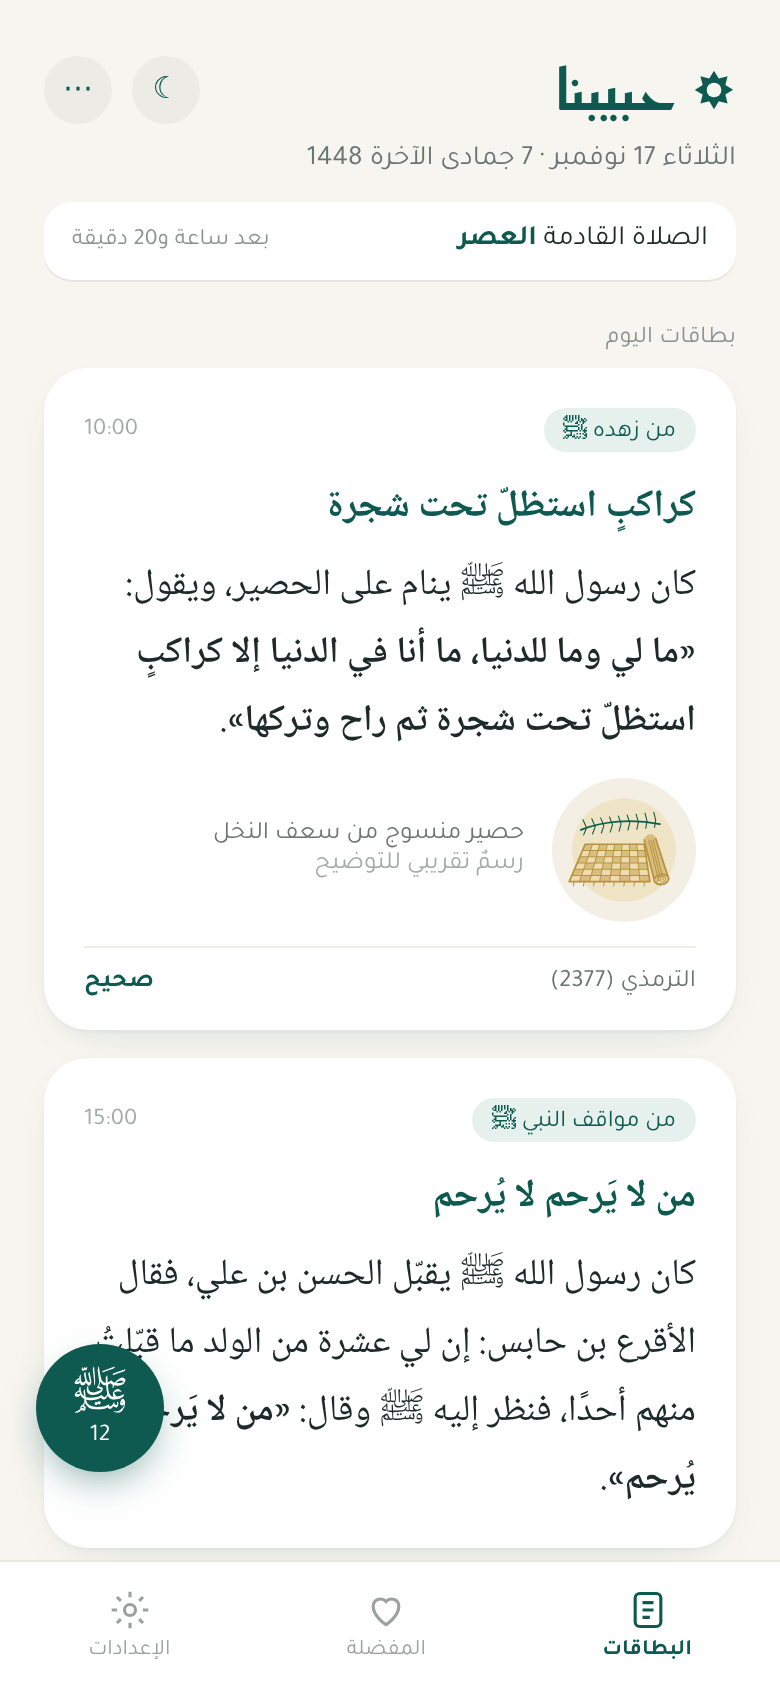 حبيبنا
الثلاثاء 17 نوفمبر · 7 جمادى الآخرة 1448
الصلاة القادمة العصر
بعد ساعة و20 دقيقة
بطاقات اليوم
من زهده ﷺ
10:00
كراكبٍ استظلّ تحت شجرة
كان رسول الله ﷺ ينام على الحصير، ويقول:
«ما لي وما للدنيا، ما أنا في الدنيا إلا كراكبٍ
استظلّ تحت شجرة ثم راح وتركها».
حصير منسوج من سعف النخل
رسمٌ تقريبي للتوضيح
الترمذي (2377)
صحيح
من مواقف النبي ﷺ
15:00
من لا يَرحم لا يُرحم
كان رسول الله ﷺ يقبّل الحسن بن علي، فقال
الأقرع بن حابس: إن لي عشرة من الولد ما قبّلتُ
منهم أحدًا، فنظر إليه ﷺ وقال: «من لا
يُرحم».
ﷺ
12
البطاقات
المفضلة
الإعدادات